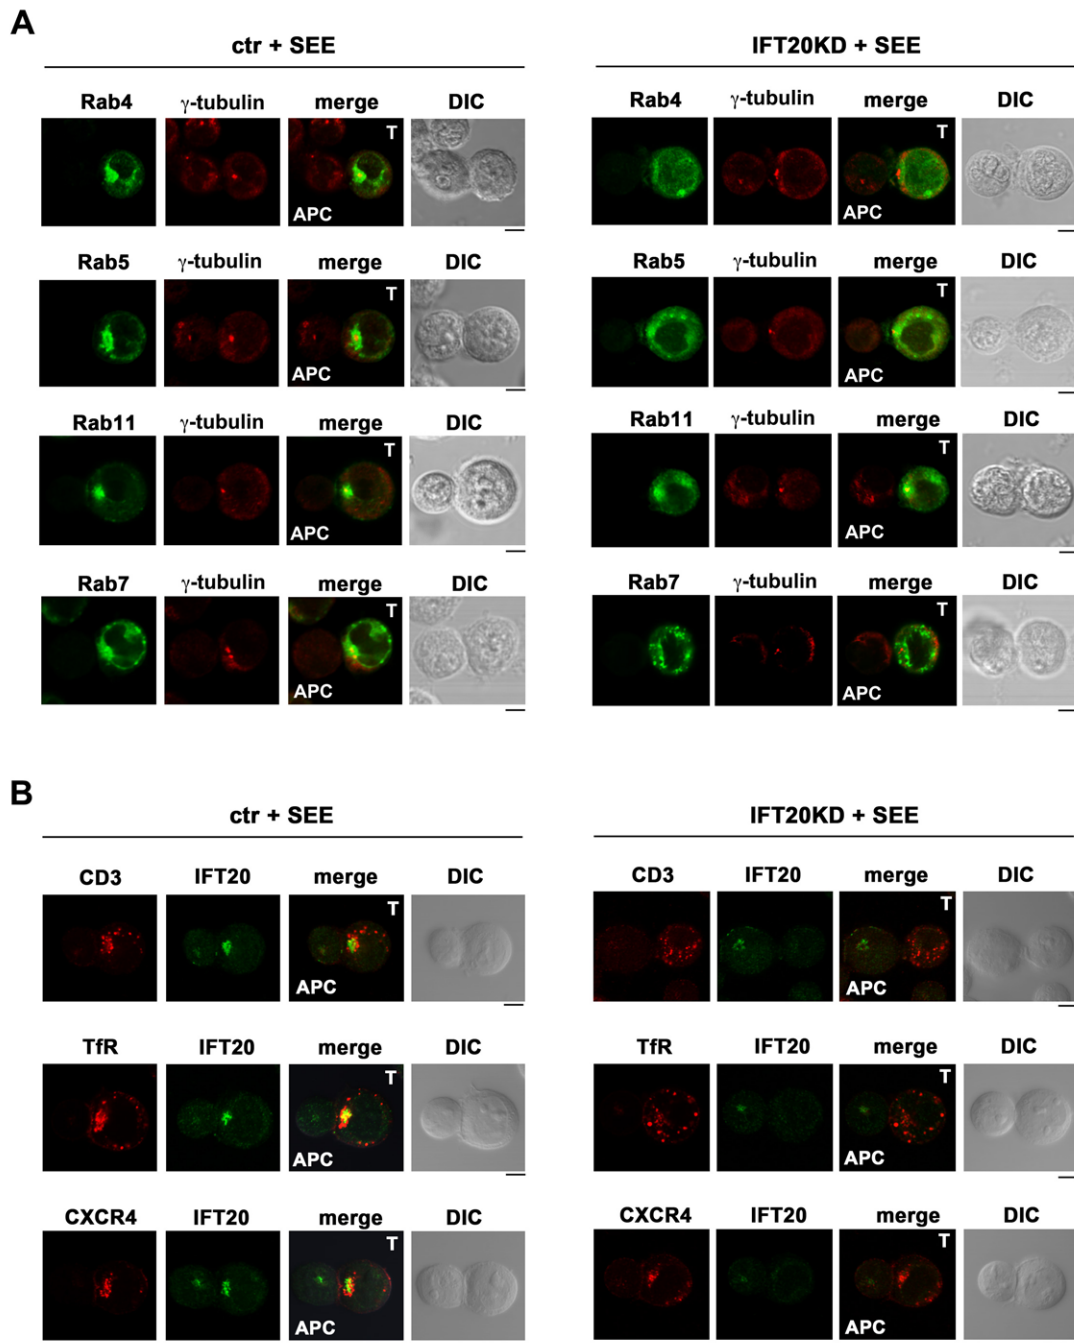 A
ctr + SEE
IFT20KD + SEE
Rab4 γ-tubulin merge DIC
Rab4 γ-tubulin merge DIC
T
APC
T
APC
Rab5 γ-tubulin merge DIC
Rab5 γ-tubulin merge DIC
T
APC
T
APC
Rab11 γ-tubulin merge DIC
Rab11 γ-tubulin merge DIC
T
APC
T
APC
Rab7 γ-tubulin merge DIC
Rab7 γ-tubulin merge DIC
T
APC
T
APC
B
ctr + SEE
IFT20KD + SEE
CD3 IFT20 merge DIC
CD3 IFT20 merge DIC
T
APC
T
APC
TfR IFT20 merge DIC
TfR IFT20 merge DIC
T
APC
T
APC
CXCR4 IFT20 merge DIC
CXCR4 IFT20 merge DIC
T
APC
T
APC